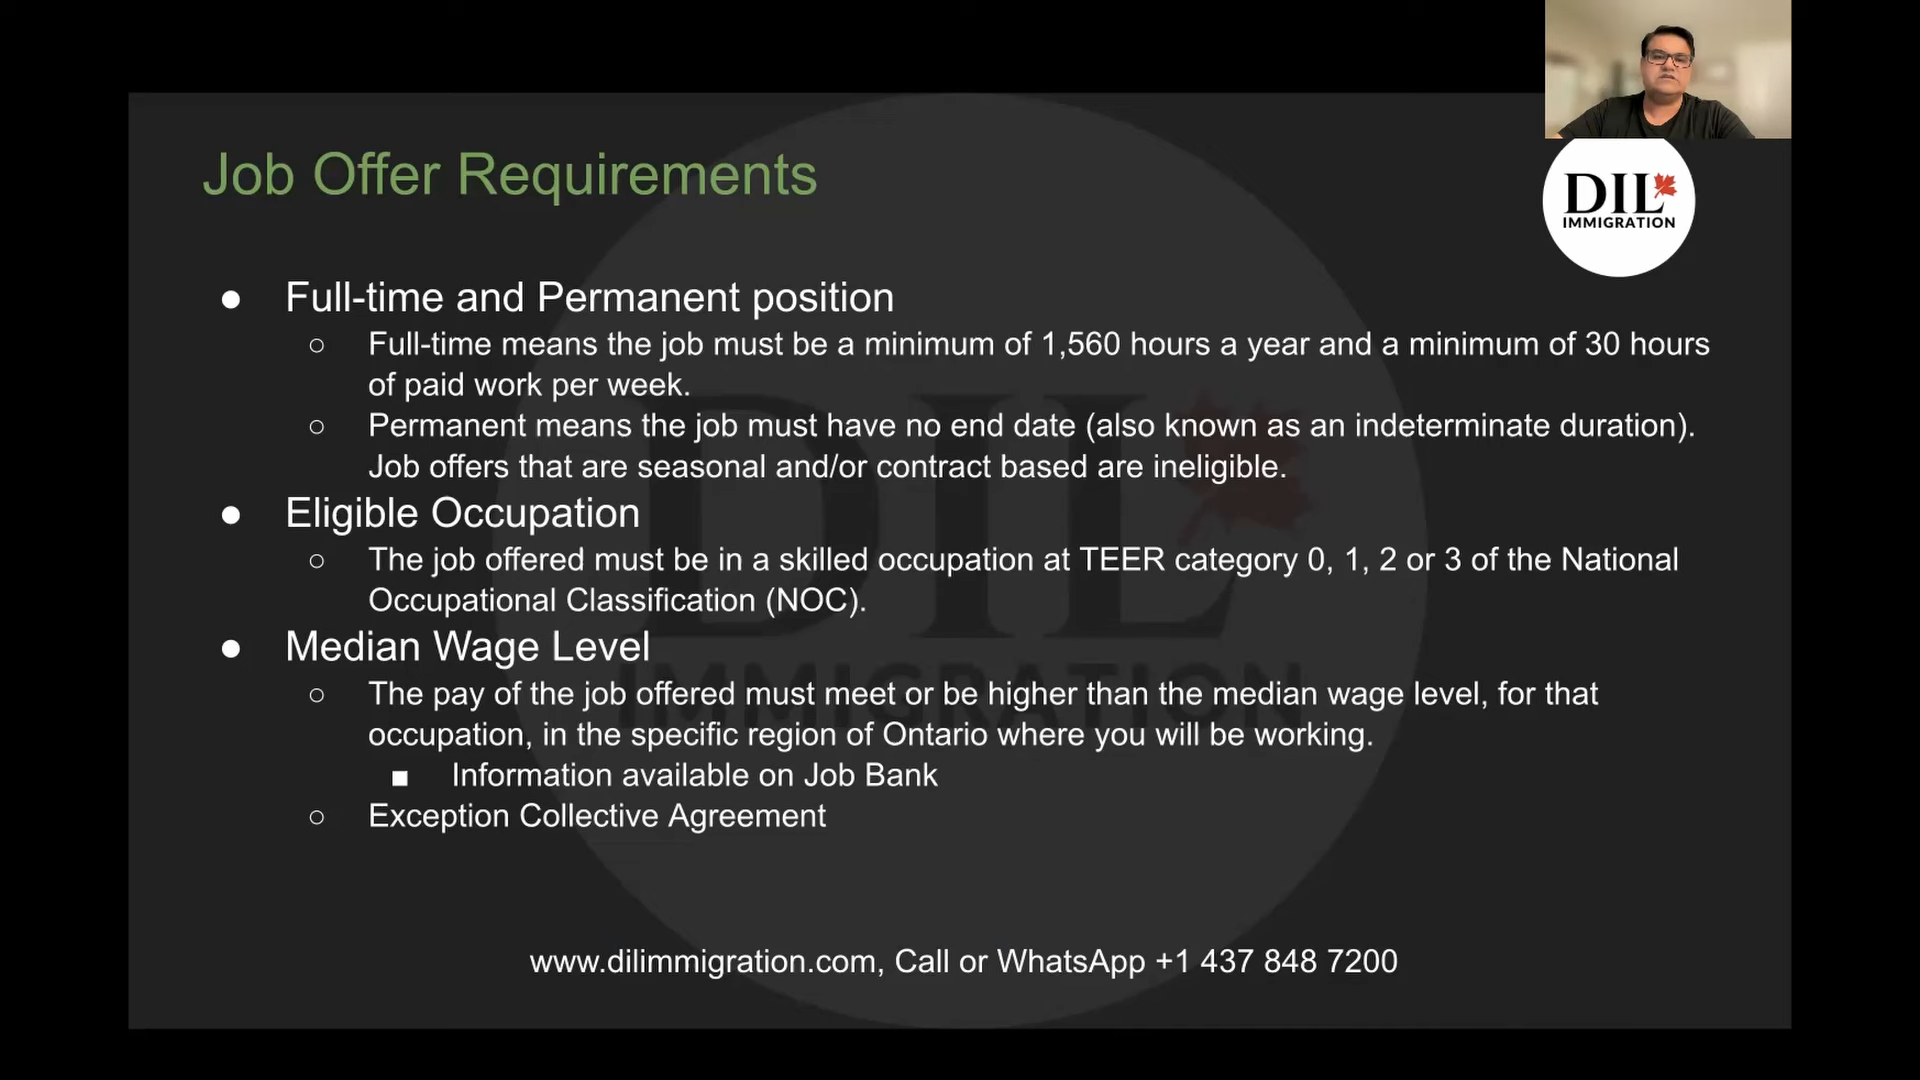 Job Offer Requirements
DIL
IMMIGRATION
● Full-time and Permanent position
○ Full-time means the job must be a minimum of 1,560 hours a year and a minimum of 30 hours
of paid work per week.
○ Permanent means the job must have no end date (also known as an indeterminate duration).
Job offers that are seasonal and/or contract based are ineligible.
● Eligible Occupation
○ The job offered must be in a skilled occupation at TEER category 0, 1, 2 or 3 of the National
Occupational Classification (NOC).
● Median Wage Level
○ The pay of the job offered must meet or be higher than the median wage level, for that
occupation, in the specific region of Ontario where you will be working.
■ Information available on Job Bank
○ Exception Collective Agreement
DIL
IMMIGRATION
www.dilimmigration.com, Call or WhatsApp +1 437 848 7200